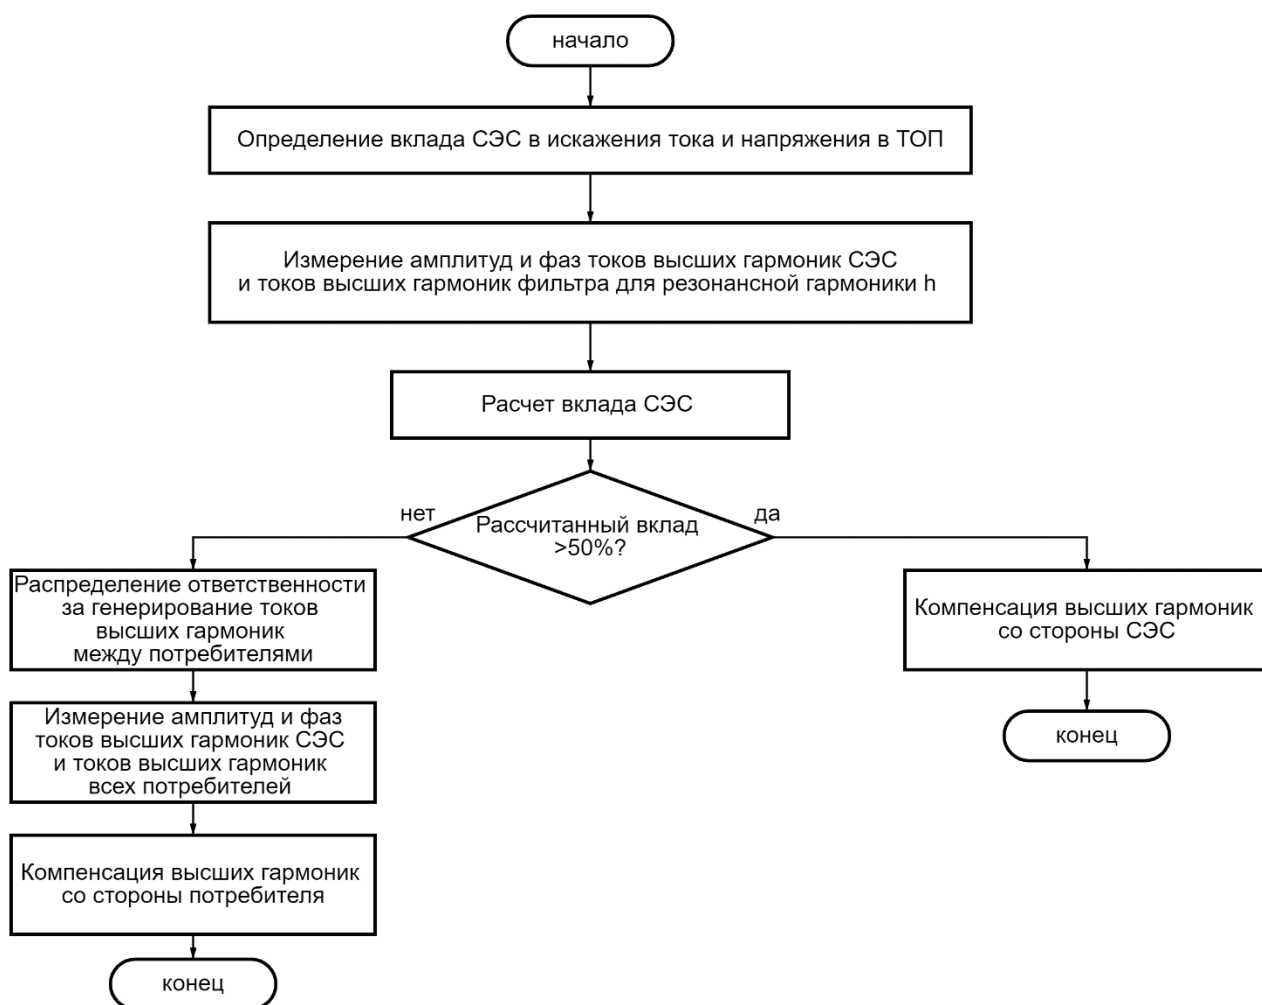 начало
Определение вклада СЭС в искажения тока и напряжения в ТОП
Измерение амплитуд и фаз токов высших гармоник СЭС
и токов высших гармоник фильтра для резонансной гармоники h
Расчет вклада СЭС
нет
Рассчитанный вклад
>50%?
да
Распределение ответственности
за генерирование токов
высших гармоник
между потребителями
Измерение амплитуд и фаз
токов высших гармоник СЭС
и токов высших гармоник
всех потребителей
Компенсация высших гармоник
со стороны потребителя
конец
Компенсация высших гармоник
со стороны СЭС
конец